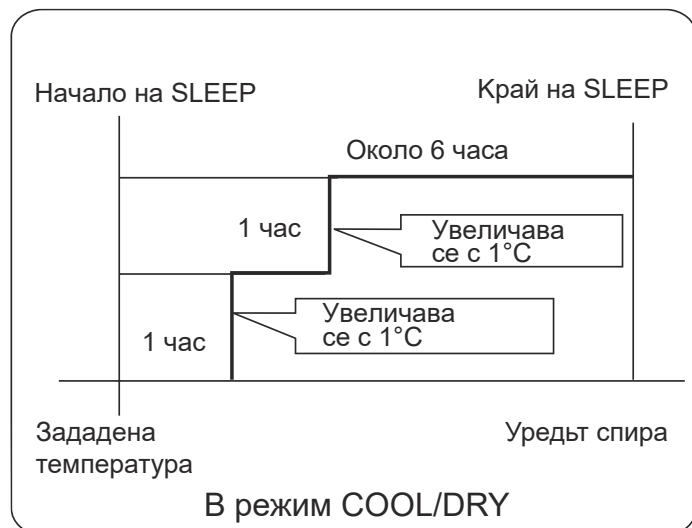 Начало на SLEEP
Край на SLEEP
Около 6 часа
1 час
Увеличава
се с 1°C
1 час
Увеличава
се с 1°C
Зададена
температура
Уредьт спира
В режим COOL/DRY